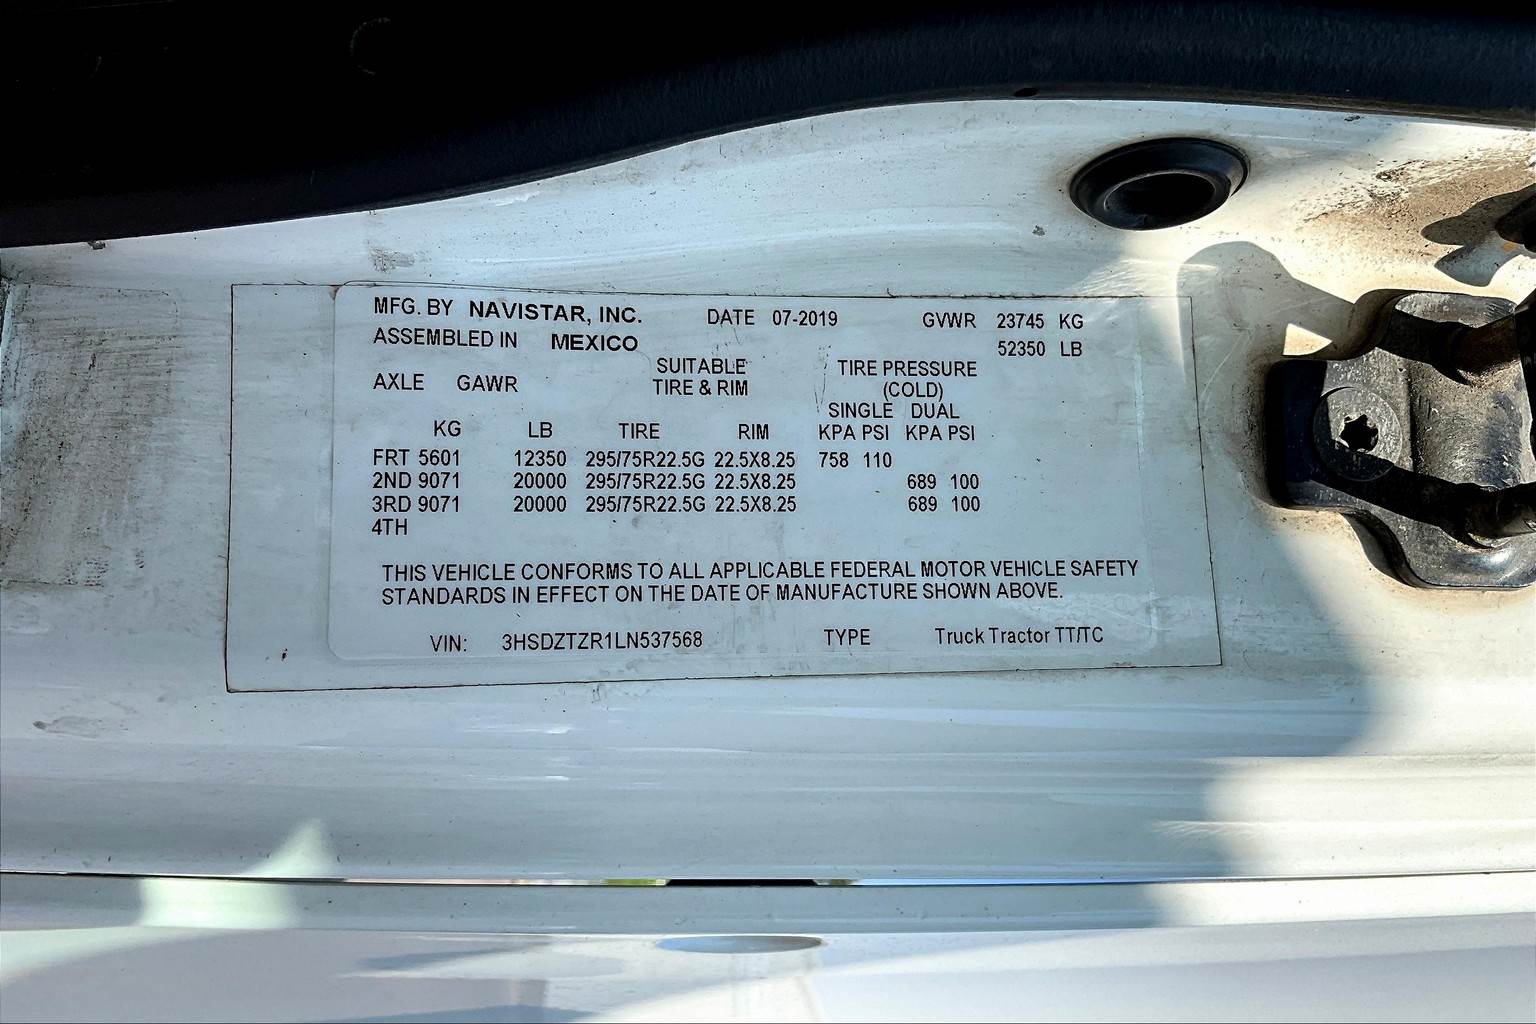 MFG. BY NAVISTAR, INC. DATE 07-2019 GVWR 23745 KG
ASSEMBLED IN MEXICO 52350 LB
SUITABLE TIRE PRESSURE
AXLE GAWR TIRE & RIM (COLD)
SINGLE DUAL
KG LB TIRE RIM KPA PSI KPA PSI
FRT 5601 12350 295/75R22.5G 22.5X8.25 758 110
2ND 9071 20000 295/75R22.5G 22.5X8.25 689 100
3RD 9071 20000 295/75R22.5G 22.5X8.25 689 100
4TH
THIS VEHICLE CONFORMS TO ALL APPLICABLE FEDERAL MOTOR VEHICLE SAFETY
STANDARDS IN EFFECT ON THE DATE OF MANUFACTURE SHOWN ABOVE.
VIN: 3HSDZTZR1LN537568 TYPE Truck Tractor TT/TC